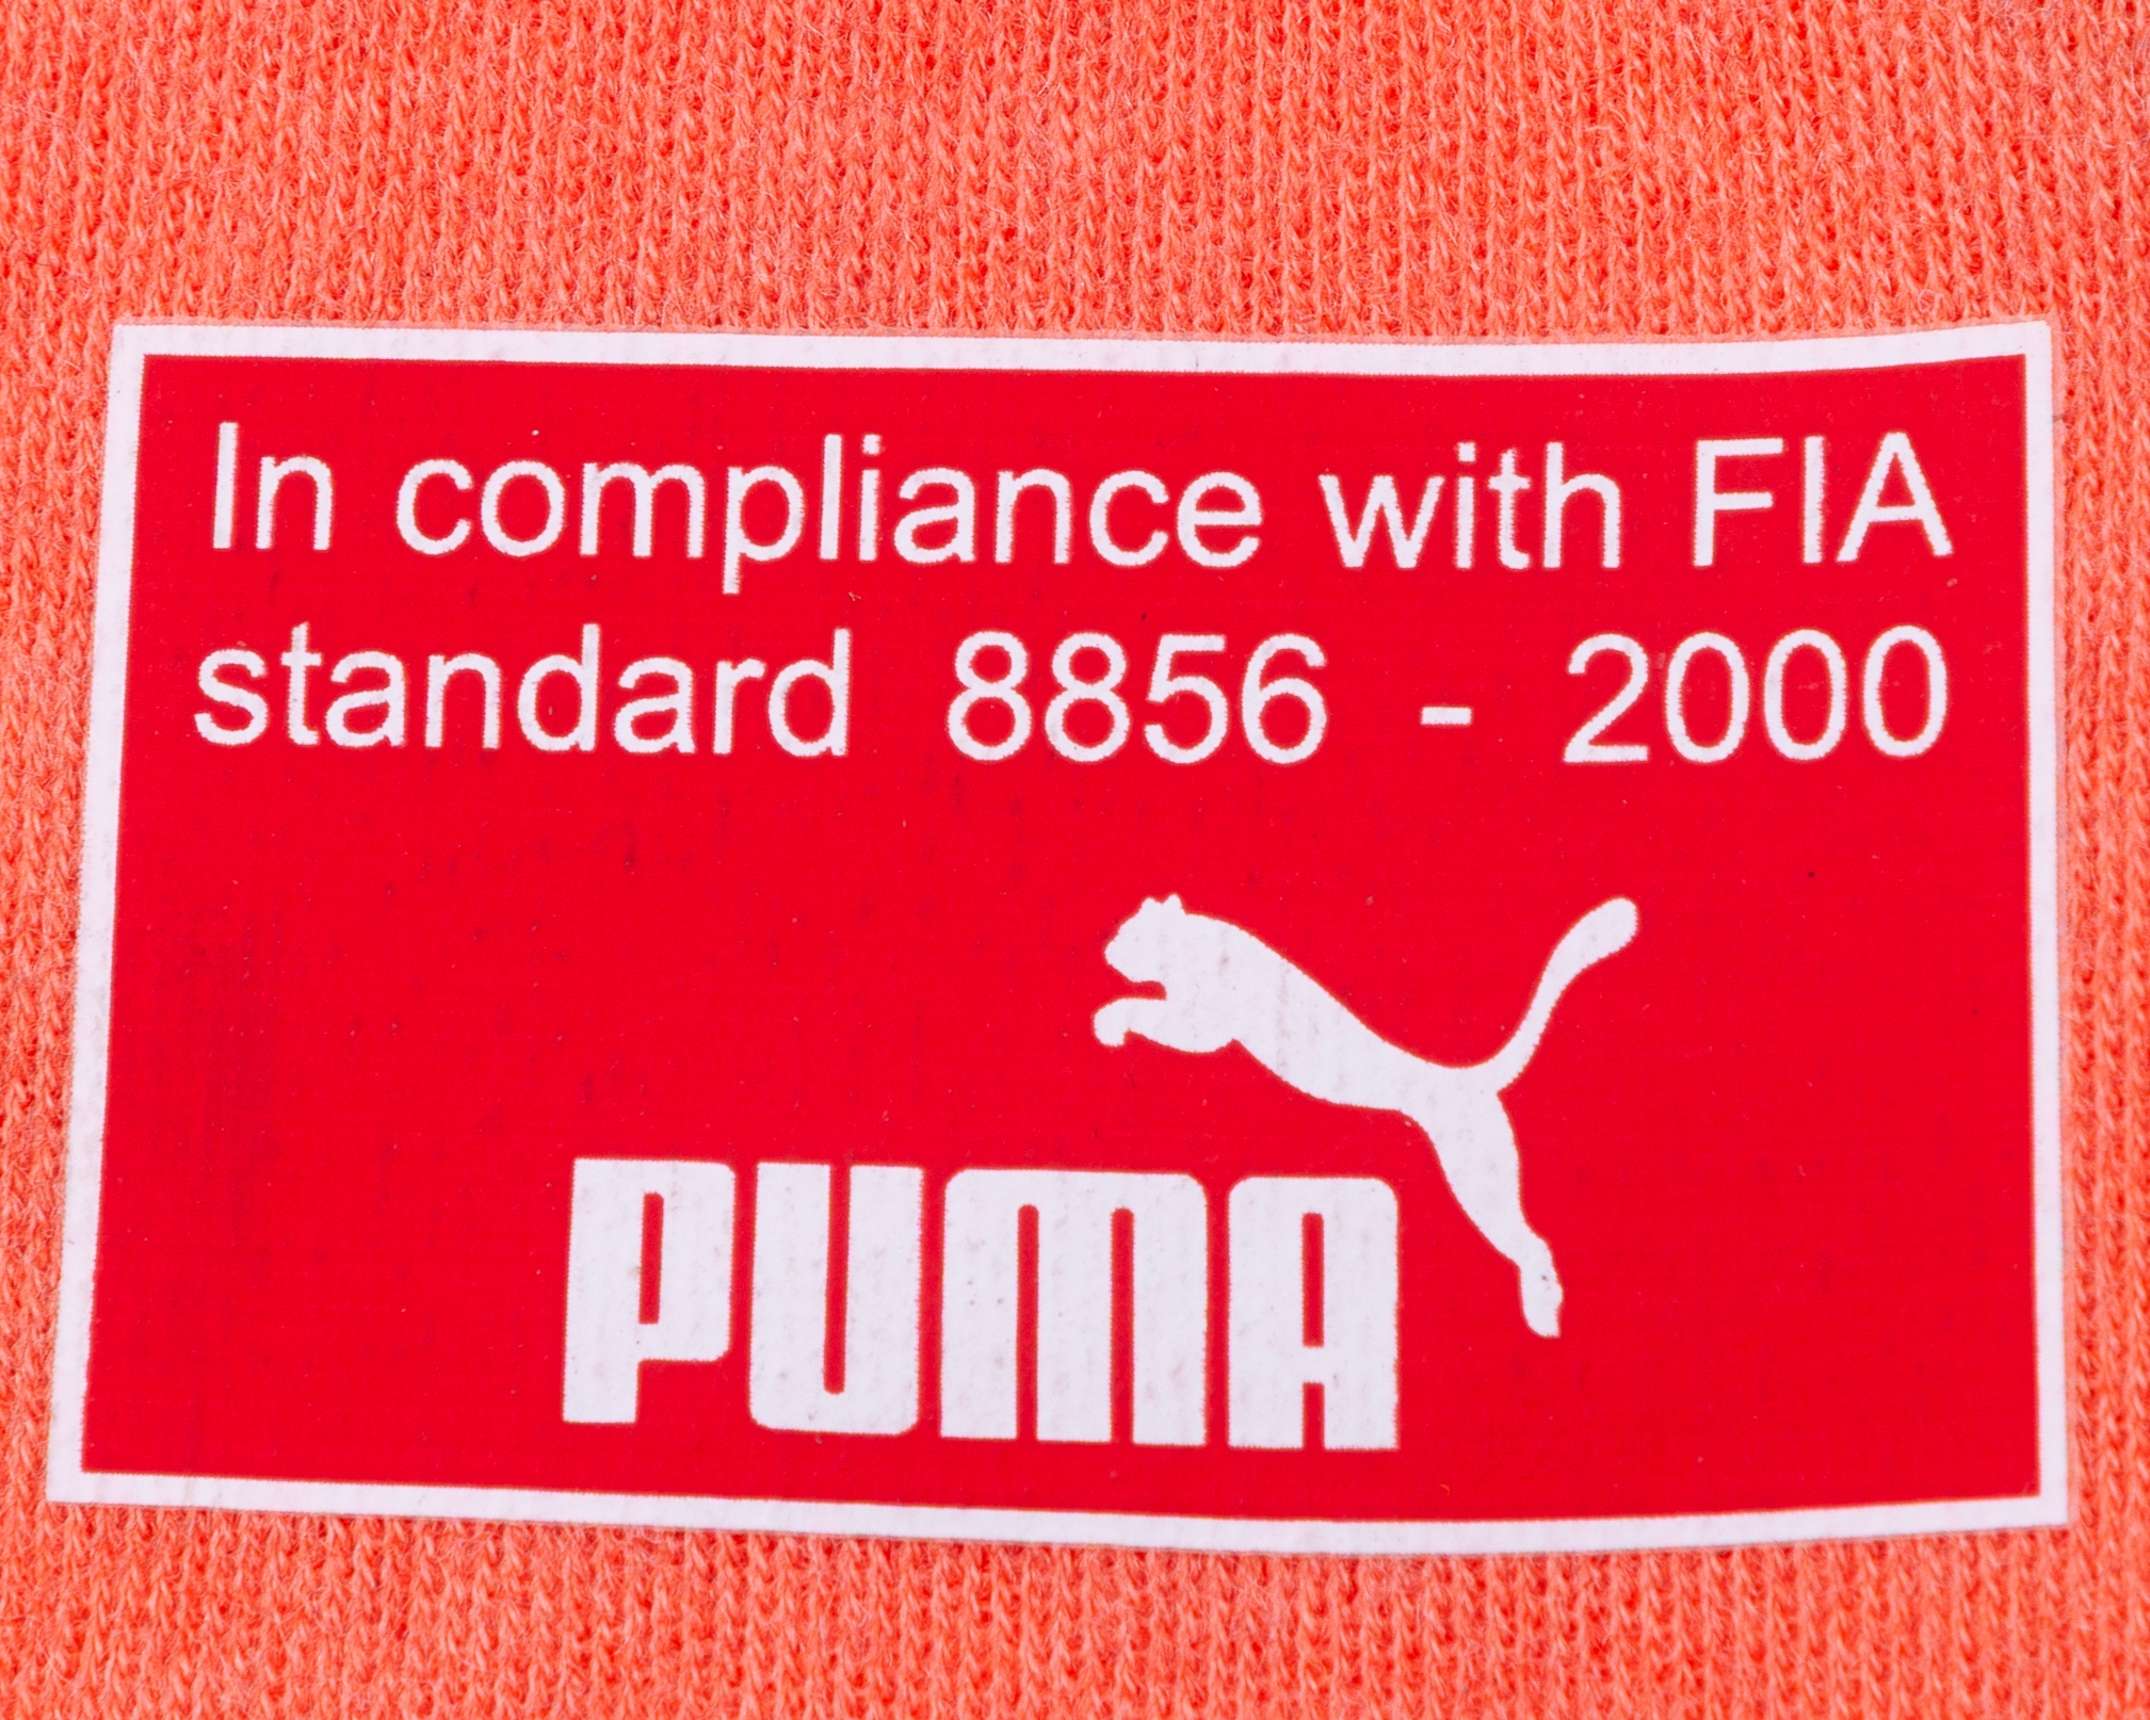 In compliance with FIA
standard 8856 - 2000
PUMA